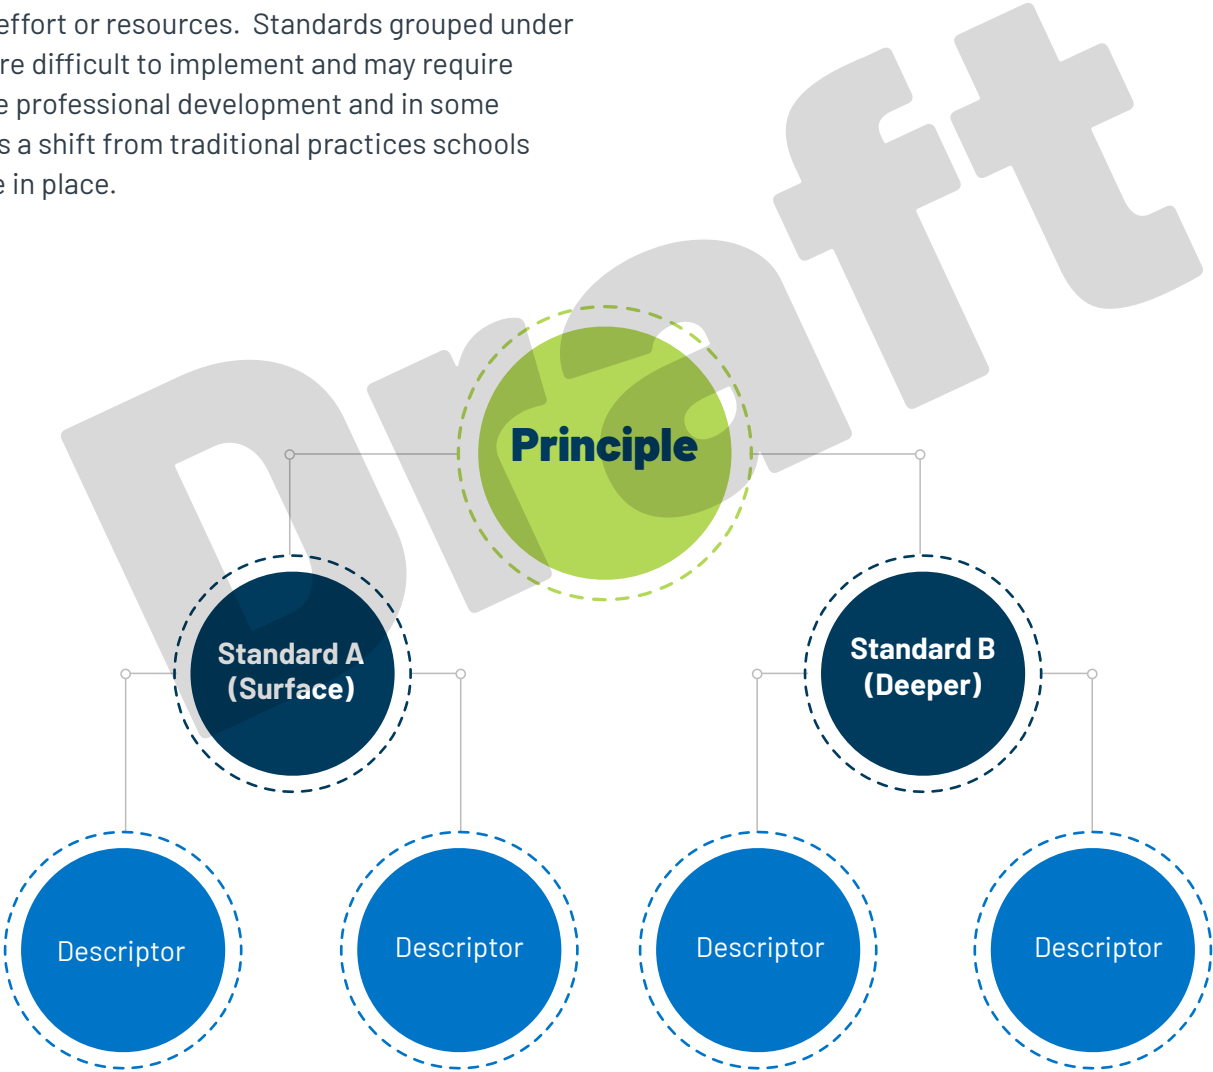 effort or resources. Standards grouped under
re difficult to implement and may require
e professional development and in some
s a shift from traditional practices schools
e in place.
Draft
Principle
Standard A
(Surface)
Standard B
(Deeper)
Descriptor
Descriptor
Descriptor
Descriptor